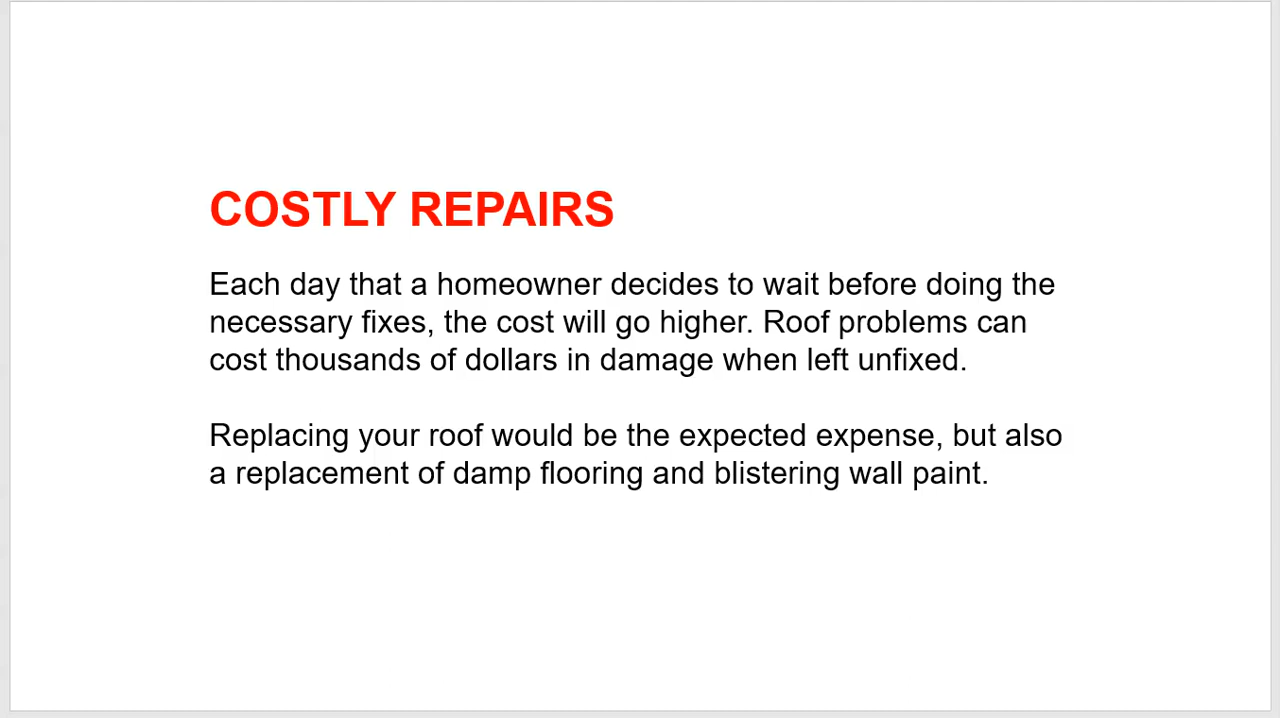 COSTLY REPAIRS
Each day that a homeowner decides to wait before doing the
necessary fixes, the cost will go higher. Roof problems can
cost thousands of dollars in damage when left unfixed.
Replacing your roof would be the expected expense, but also
a replacement of damp flooring and blistering wall paint.